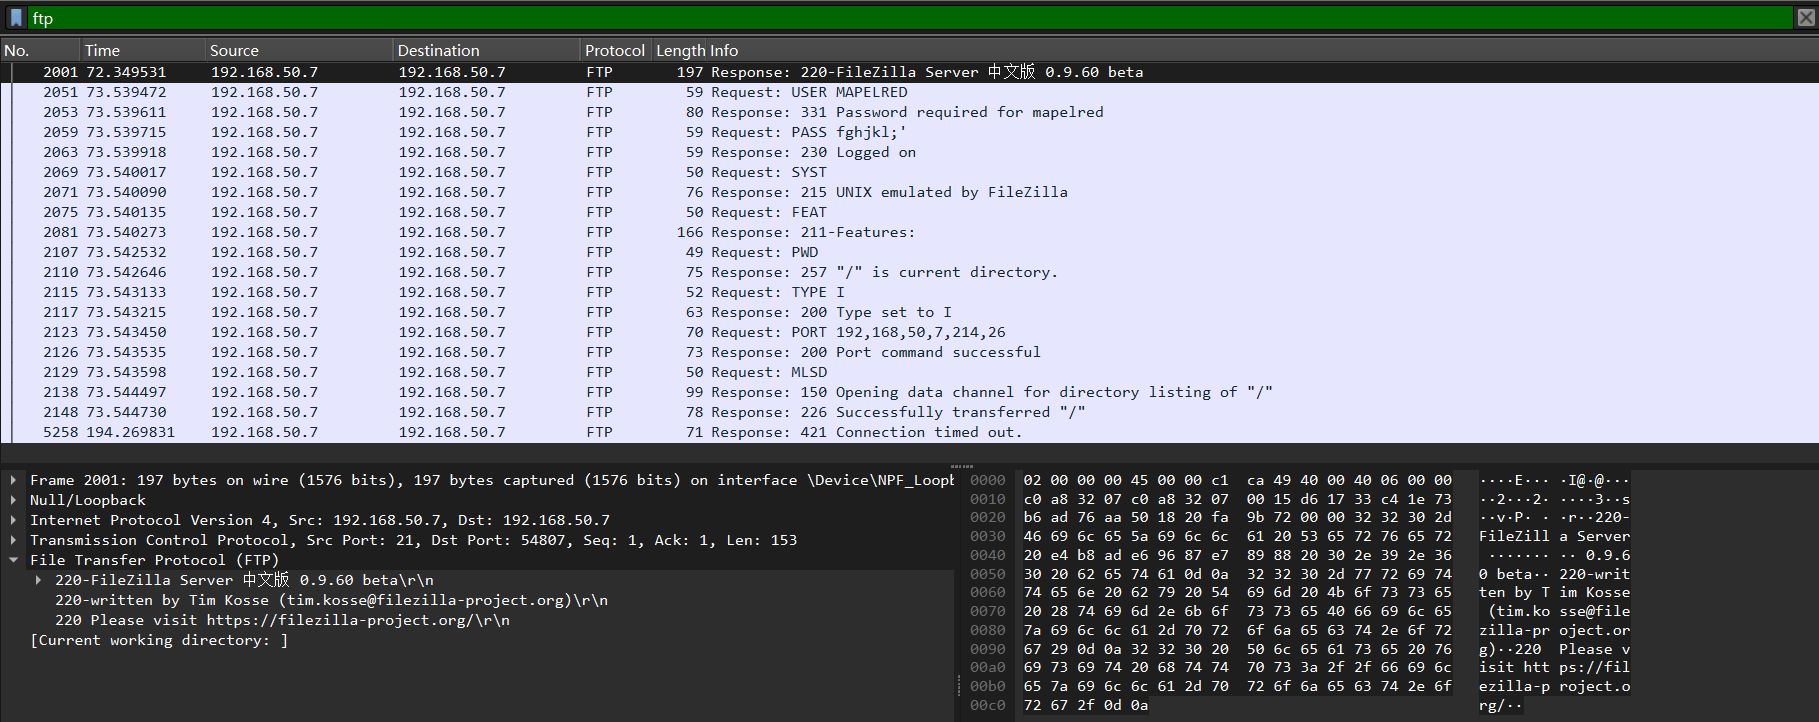 ftp
No. Time Source Destination Protocol Length Info
2001 72.349531 192.168.50.7 192.168.50.7 FTP 197 Response: 220-FileZilla Server 中文版 0.9.60 beta
2051 73.539472 192.168.50.7 192.168.50.7 FTP 59 Request: USER MAPELRED
2053 73.539611 192.168.50.7 192.168.50.7 FTP 80 Response: 331 Password required for mapelred
2059 73.539715 192.168.50.7 192.168.50.7 FTP 59 Request: PASS fghjkl;'
2063 73.539918 192.168.50.7 192.168.50.7 FTP 59 Response: 230 Logged on
2069 73.540017 192.168.50.7 192.168.50.7 FTP 50 Request: SYST
2071 73.540090 192.168.50.7 192.168.50.7 FTP 76 Response: 215 UNIX emulated by FileZilla
2075 73.540135 192.168.50.7 192.168.50.7 FTP 50 Request: FEAT
2081 73.540273 192.168.50.7 192.168.50.7 FTP 166 Response: 211-Features:
2107 73.542532 192.168.50.7 192.168.50.7 FTP 49 Request: PWD
2110 73.542646 192.168.50.7 192.168.50.7 FTP 75 Response: 257 "/" is current directory.
2115 73.543133 192.168.50.7 192.168.50.7 FTP 52 Request: TYPE I
2117 73.543215 192.168.50.7 192.168.50.7 FTP 63 Response: 200 Type set to I
2123 73.543450 192.168.50.7 192.168.50.7 FTP 70 Request: PORT 192,168,50,7,214,26
2126 73.543535 192.168.50.7 192.168.50.7 FTP 73 Response: 200 Port command successful
2129 73.543598 192.168.50.7 192.168.50.7 FTP 50 Request: MLSD
2138 73.544497 192.168.50.7 192.168.50.7 FTP 99 Response: 150 Opening data channel for directory listing of "/"
2148 73.544730 192.168.50.7 192.168.50.7 FTP 78 Response: 226 Successfully transferred "/"
5258 194.269831 192.168.50.7 192.168.50.7 FTP 71 Response: 421 Connection timed out.
Frame 2001: 197 bytes on wire (1576 bits), 197 bytes captured (1576 bits) on interface \Device\NPF_Loopb
Null/Loopback
Internet Protocol Version 4, Src: 192.168.50.7, Dst: 192.168.50.7
Transmission Control Protocol, Src Port: 21, Dst Port: 54807, Seq: 1, Ack: 1, Len: 153
File Transfer Protocol (FTP)
220-FileZilla Server 中文版 0.9.60 beta\r\n
220-written by Tim Kosse (tim.kosse@filezilla-project.org)\r\n
220 Please visit https://filezilla-project.org/\r\n
[Current working directory: ]
0000 02 00 00 00 45 00 00 c1 ca 49 40 00 40 06 00 00 ····E··· ·I@·@···
0010 c0 a8 32 07 c0 a8 32 07 00 15 d6 17 33 c4 1e 73 ··2···2· ····3··s
0020 b6 ad 76 aa 50 18 20 fa 9b 72 00 00 32 32 30 2d ··v·P· · ·r··220-
0030 46 69 6c 65 5a 69 6c 6c 61 20 53 65 72 76 65 72 FileZill a Server
0040 20 e4 b8 ad e6 96 87 e7 89 88 20 30 2e 39 2e 36 ······· ·· 0.9.6
0050 30 20 62 65 74 61 0d 0a 32 32 30 2d 77 72 69 74 0 beta·· 220-writ
0060 74 65 6e 20 62 79 20 54 69 6d 20 4b 6f 73 73 65 ten by T im Kosse
0070 20 28 74 69 6d 2e 6b 6f 73 73 65 40 66 69 6c 65 (tim.ko sse@file
0080 7a 69 6c 6c 61 2d 70 72 6f 6a 65 63 74 2e 6f 72 zilla-pr oject.or
0090 67 29 0d 0a 32 32 30 20 50 6c 65 61 73 65 20 76 g)··220 Please v
00a0 69 73 69 74 20 68 74 74 70 73 3a 2f 2f 66 69 6c isit htt ps://fil
00b0 65 7a 69 6c 6c 61 2d 70 72 6f 6a 65 63 74 2e 6f ezilla-p roject.o
00c0 72 67 2f 0d 0a rg/··